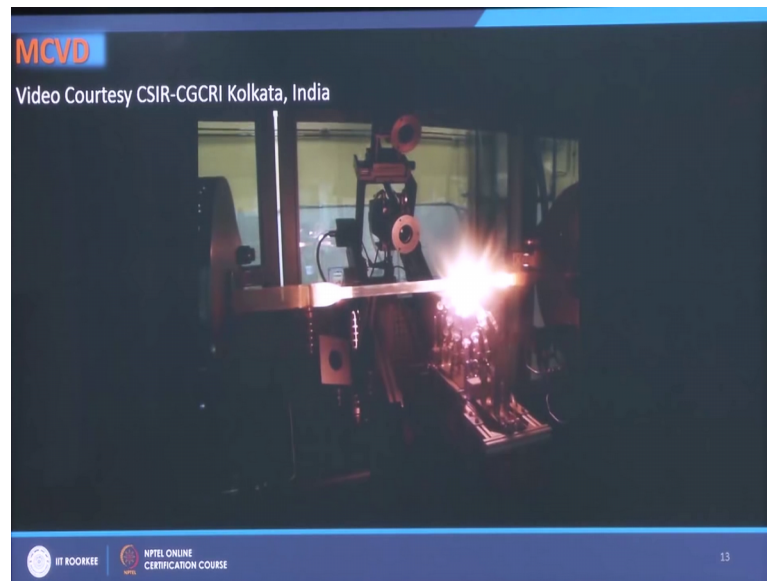 MCVD
Video Courtesy CSIR-CGCRI Kolkata, India
IIT ROORKEE
NPTEL ONLINE
CERTIFICATION COURSE
13